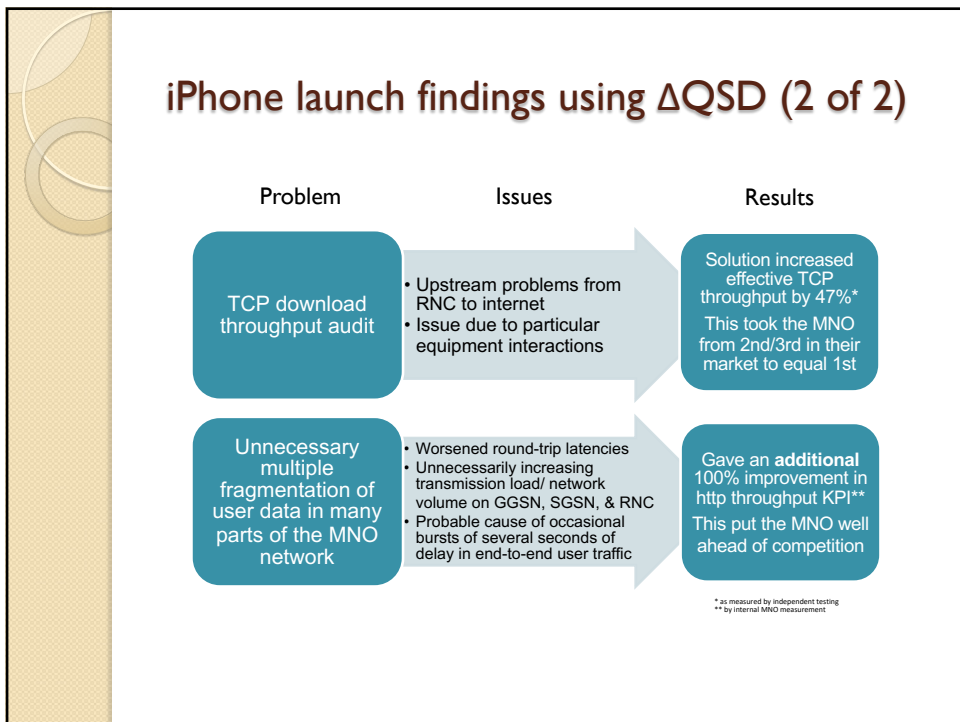 iPhone launch findings using ΔQSD (2 of 2)
Problem
Issues
Results
TCP download
throughput audit
• Upstream problems from
RNC to internet
• Issue due to particular
equipment interactions
Solution increased
effective TCP
throughput by 47%*
This took the MNO
from 2nd/3rd in their
market to equal 1st
Unnecessary
multiple
fragmentation of
user data in many
parts of the MNO
network
• Worsened round-trip latencies
• Unnecessarily increasing
transmission load/ network
volume on GGSN, SGSN, & RNC
• Probable cause of occasional
bursts of several seconds of
delay in end-to-end user traffic
Gave an additional
100% improvement in
http throughput KPI**
This put the MNO well
ahead of competition
* as measured by independent testing
** by internal MNO measurement